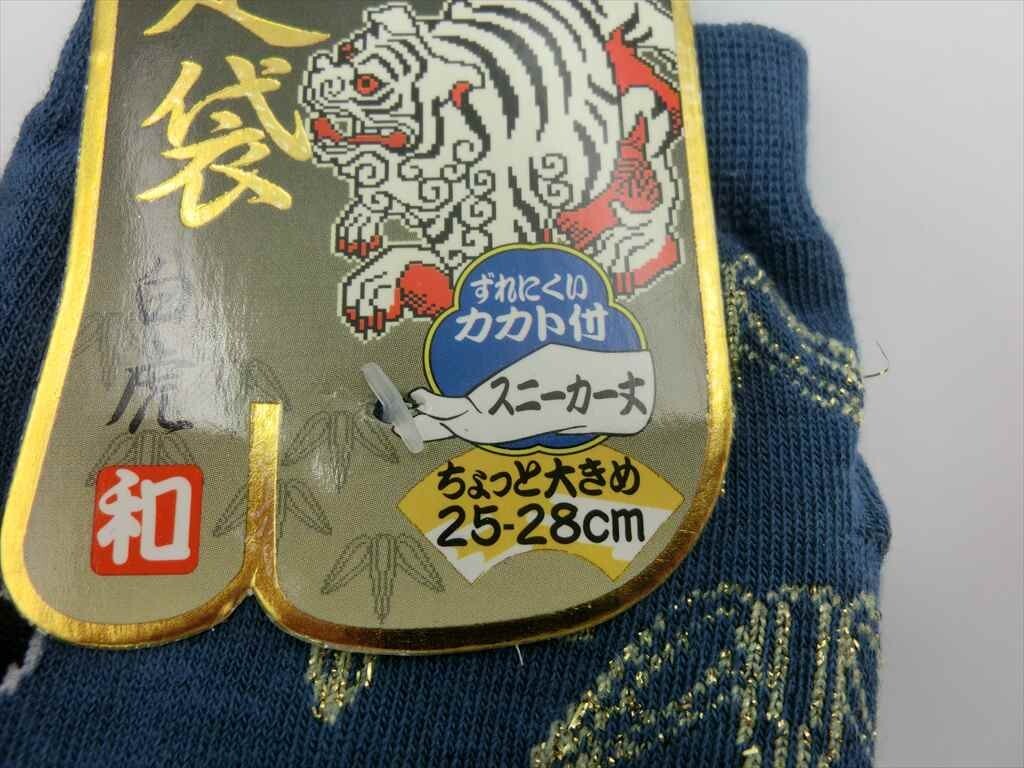 足袋
白虎
和
ずれにくい
カカト付
スニーカー丈
ちょっと大きめ
25-28cm